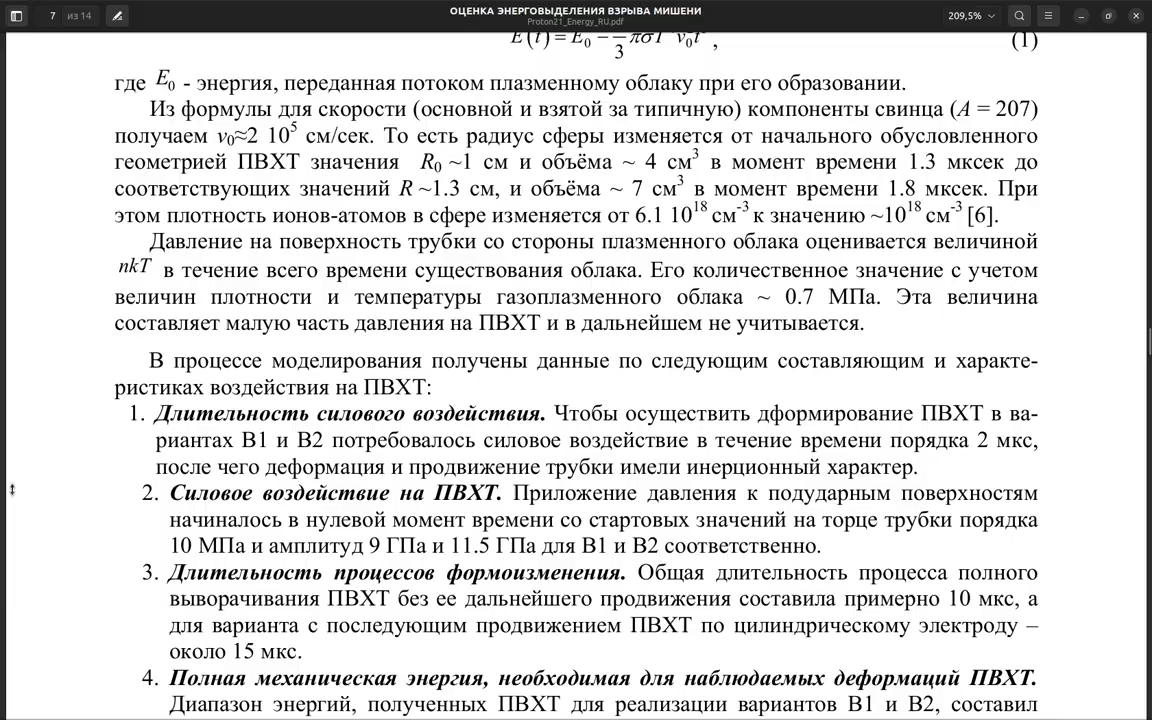 ОЦЕНКА ЭНЕРГОВЫДЕЛЕНИЯ ВЗРЫВА МИШЕНИ
Proton21_Energy_RU.pdf
7 из 14
209,5%
E(t) = E₀ − 3 πσT v₀t , (1)
где E₀ - энергия, переданная потоком плазменному облаку при его образовании.
Из формулы для скорости (основной и взятой за типичную) компоненты свинца (A = 207)
получаем v₀≈2 10⁵ см/сек. То есть радиус сферы изменяется от начального обусловленного
геометрией ПВХТ значения R₀ ~1 см и объёма ~ 4 см³ в момент времени 1.3 мксек до
соответствующих значений R ~1.3 см, и объёма ~ 7 см³ в момент времени 1.8 мксек. При
этом плотность ионов-атомов в сфере изменяется от 6.1 10¹⁸ см⁻³ к значению ~10¹⁸ см⁻³ [6].
Давление на поверхность трубки со стороны плазменного облака оценивается величиной
nkT в течение всего времени существования облака. Его количественное значение с учетом
величин плотности и температуры газоплазменного облака ~ 0.7 МПа. Эта величина
составляет малую часть давления на ПВХТ и в дальнейшем не учитывается.
В процессе моделирования получены данные по следующим составляющим и характе-
ристиках воздействия на ПВХТ:
1. Длительность силового воздействия. Чтобы осуществить дформирование ПВХТ в ва-
риантах В1 и В2 потребовалось силовое воздействие в течение времени порядка 2 мкс,
после чего деформация и продвижение трубки имели инерционный характер.
2. Силовое воздействие на ПВХТ. Приложение давления к подударным поверхностям
начиналось в нулевой момент времени со стартовых значений на торце трубки порядка
10 МПа и амплитуд 9 ГПа и 11.5 ГПа для В1 и В2 соответственно.
3. Длительность процессов формоизменения. Общая длительность процесса полного
выворачивания ПВХТ без ее дальнейшего продвижения составила примерно 10 мкс, а
для варианта с последующим продвижением ПВХТ по цилиндрическому электроду –
около 15 мкс.
4. Полная механическая энергия, необходимая для наблюдаемых деформаций ПВХТ.
Диапазон энергий, полученных ПВХТ для реализации вариантов В1 и В2, составил